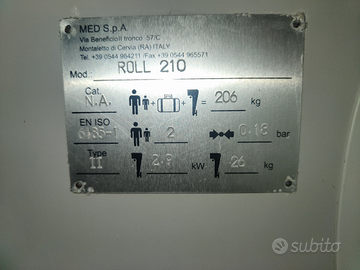 MED S.p.A.
Via Beneficio II tronco 57/C
Montaletto di Cervia (RA) ITALY
Tel. +39 0544 964211 /Fax +39 0544 965571
Mod. ROLL 210
Cat. N.A. + = 206 kg
EN ISO 6185-1 2 0.18 bar
Type II 2.9 kW 26 kg
subito